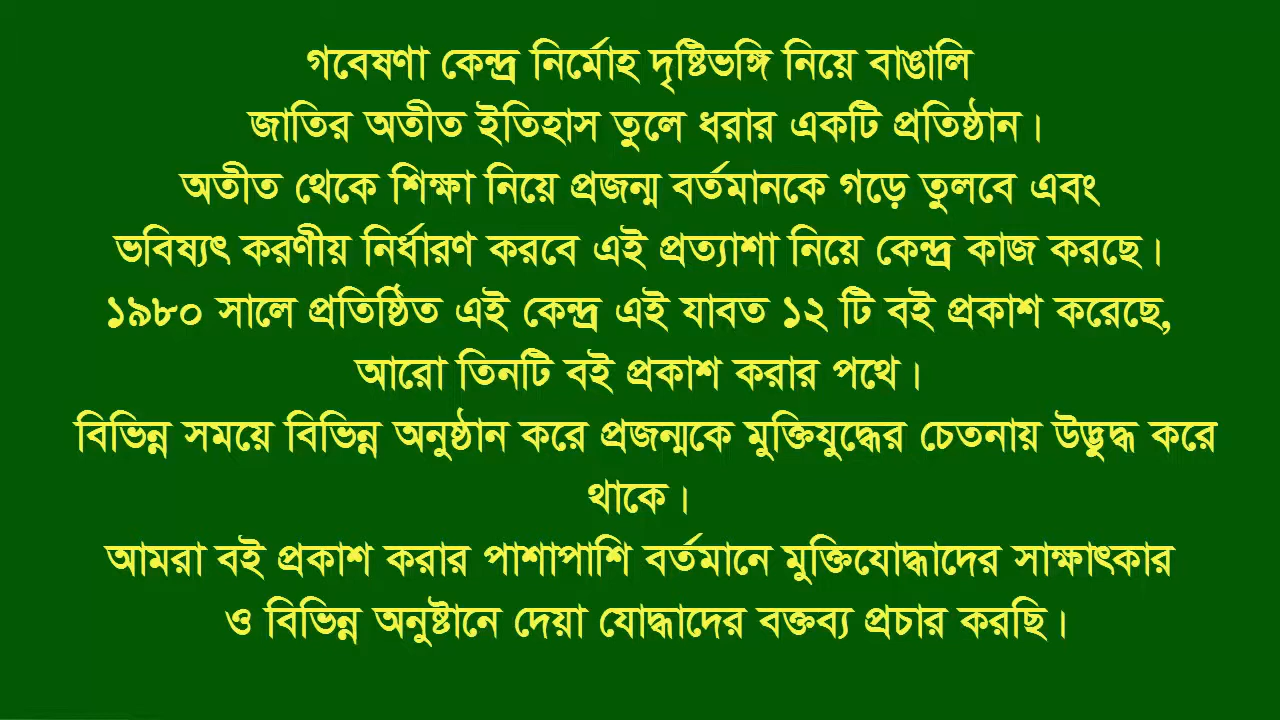 গবেষণা কেন্দ্র নির্মোহ দৃষ্টিভঙ্গি নিয়ে বাঙালি
জাতির অতীত ইতিহাস তুলে ধরার একটি প্রতিষ্ঠান।
অতীত থেকে শিক্ষা নিয়ে প্রজন্ম বর্তমানকে গড়ে তুলবে এবং
ভবিষ্যৎ করণীয় নির্ধারণ করবে এই প্রত্যাশা নিয়ে কেন্দ্র কাজ করছে।
১৯৮০ সালে প্রতিষ্ঠিত এই কেন্দ্র এই যাবত ১২ টি বই প্রকাশ করেছে,
আরো তিনটি বই প্রকাশ করার পথে।
বিভিন্ন সময়ে বিভিন্ন অনুষ্ঠান করে প্রজন্মকে মুক্তিযুদ্ধের চেতনায় উদ্ভুদ্ধ করে
থাকে।
আমরা বই প্রকাশ করার পাশাপাশি বর্তমানে মুক্তিযোদ্ধাদের সাক্ষাৎকার
ও বিভিন্ন অনুষ্টানে দেয়া যোদ্ধাদের বক্তব্য প্রচার করছি।